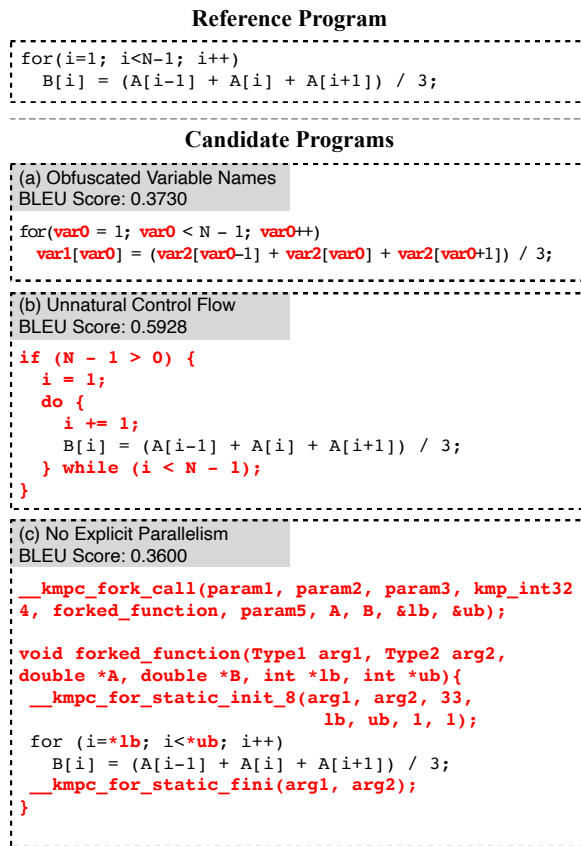 Reference Program
for(i=1; i<N-1; i++)
B[i] = (A[i-1] + A[i] + A[i+1]) / 3;
Candidate Programs
(a) Obfuscated Variable Names
BLEU Score: 0.3730
for(var0 = 1; var0 < N - 1; var0++)
var1[var0] = (var2[var0-1] + var2[var0] + var2[var0+1]) / 3;
(b) Unnatural Control Flow
BLEU Score: 0.5928
if (N - 1 > 0) {
i = 1;
do {
i += 1;
B[i] = (A[i-1] + A[i] + A[i+1]) / 3;
} while (i < N - 1);
}
(c) No Explicit Parallelism
BLEU Score: 0.3600
__kmpc_fork_call(param1, param2, param3, kmp_int32
4, forked_function, param5, A, B, &lb, &ub);
void forked_function(Type1 arg1, Type2 arg2,
double *A, double *B, int *lb, int *ub){
__kmpc_for_static_init_8(arg1, arg2, 33,
lb, ub, 1, 1);
for (i=*lb; i<*ub; i++)
B[i] = (A[i-1] + A[i] + A[i+1]) / 3;
__kmpc_for_static_fini(arg1, arg2);
}